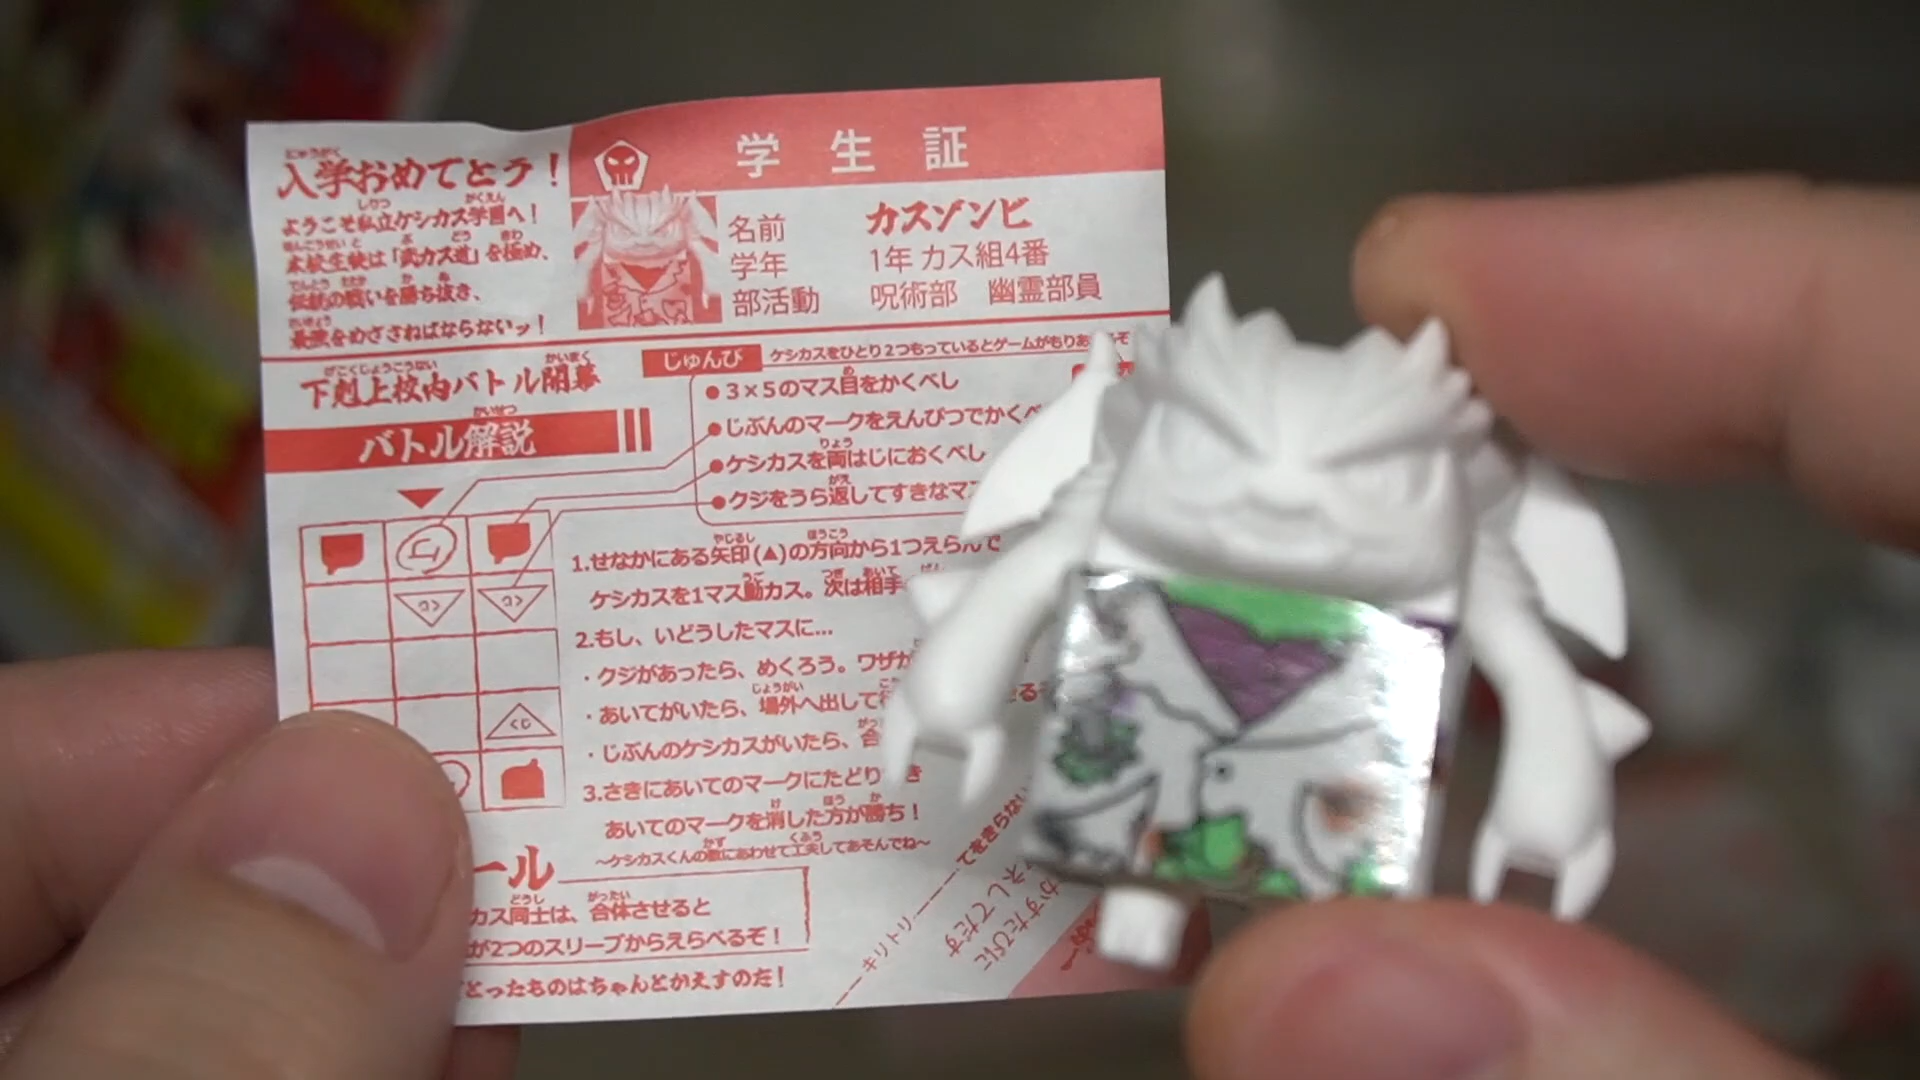 入学おめでとう！
ようこそ私立ケシカス学園へ！
本校生徒は「武カス道」を極め、
伝統の戦いを勝ち抜き、
最強をめざさねばならないッ！
学生証
名前 カスゾンビ
学年 1年 カス組4番
部活動 呪術部 幽霊部員
下剋上校内バトル開幕
バトル解説
じゅんび
ケシカスをひとり2つもっているとゲームがもりあ
●3×5のマス目をかくべし
●じぶんのマークをえんぴつでかくべ
●ケシカスを両はじにおくべし
●クジをうら返してすきなマ
1.せなかにある矢印(▲)の方向から1つえらんで
ケシカスを1マス動カス。次は相手
2.もし、いどうしたマスに…
・クジがあったら、めくろう。ワザが
・あいてがいたら、場外へ出して
・じぶんのケシカスがいたら、合
3.さきにあいてのマークにたどり
あいてのマークを消した方が勝ち！
～ケシカスくんの数にあわせて工夫してあそんでね～
ール
カス同士は、合体させると
が2つのスリーブからえらべるぞ！
とったものはちゃんとかえすのだ！
キリトリ